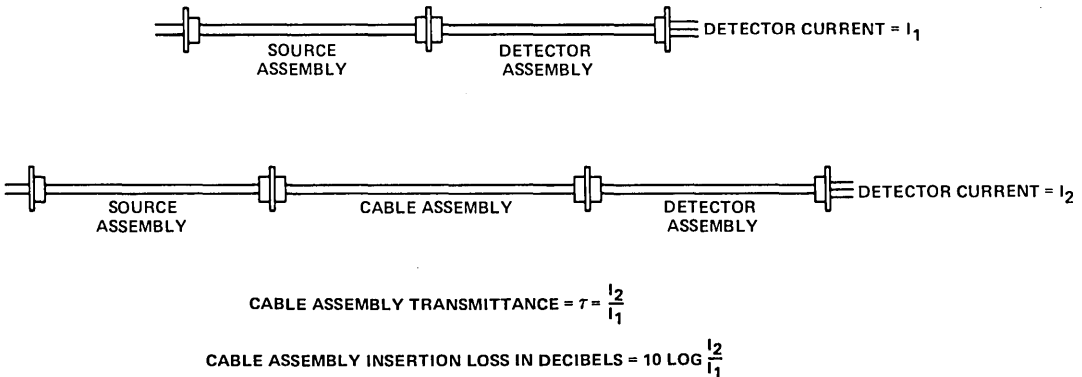 SOURCE
ASSEMBLY
DETECTOR
ASSEMBLY
DETECTOR CURRENT = I1
SOURCE
ASSEMBLY
CABLE ASSEMBLY
DETECTOR
ASSEMBLY
DETECTOR CURRENT = I2
CABLE ASSEMBLY TRANSMITTANCE = τ = I2/I1
CABLE ASSEMBLY INSERTION LOSS IN DECIBELS = 10 LOG I2/I1